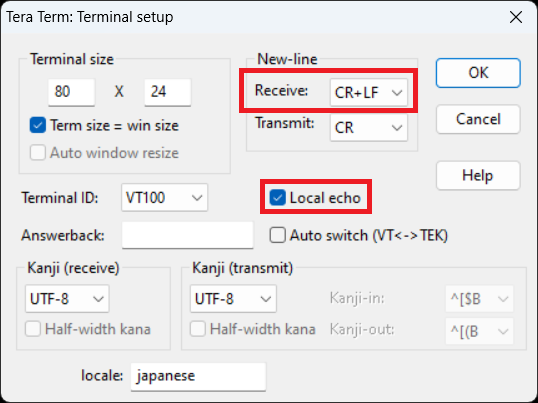 Tera Term: Terminal setup
Terminal size
80 X 24
Term size = win size
Auto window resize
New-line
Receive: CR+LF
Transmit: CR
OK
Cancel
Help
Terminal ID: VT100
Local echo
Answerback:
Auto switch (VT<->TEK)
Kanji (receive)
UTF-8
Half-width kana
Kanji (transmit)
UTF-8
Half-width kana
Kanji-in: ^[$B
Kanji-out: ^[(B
locale: japanese